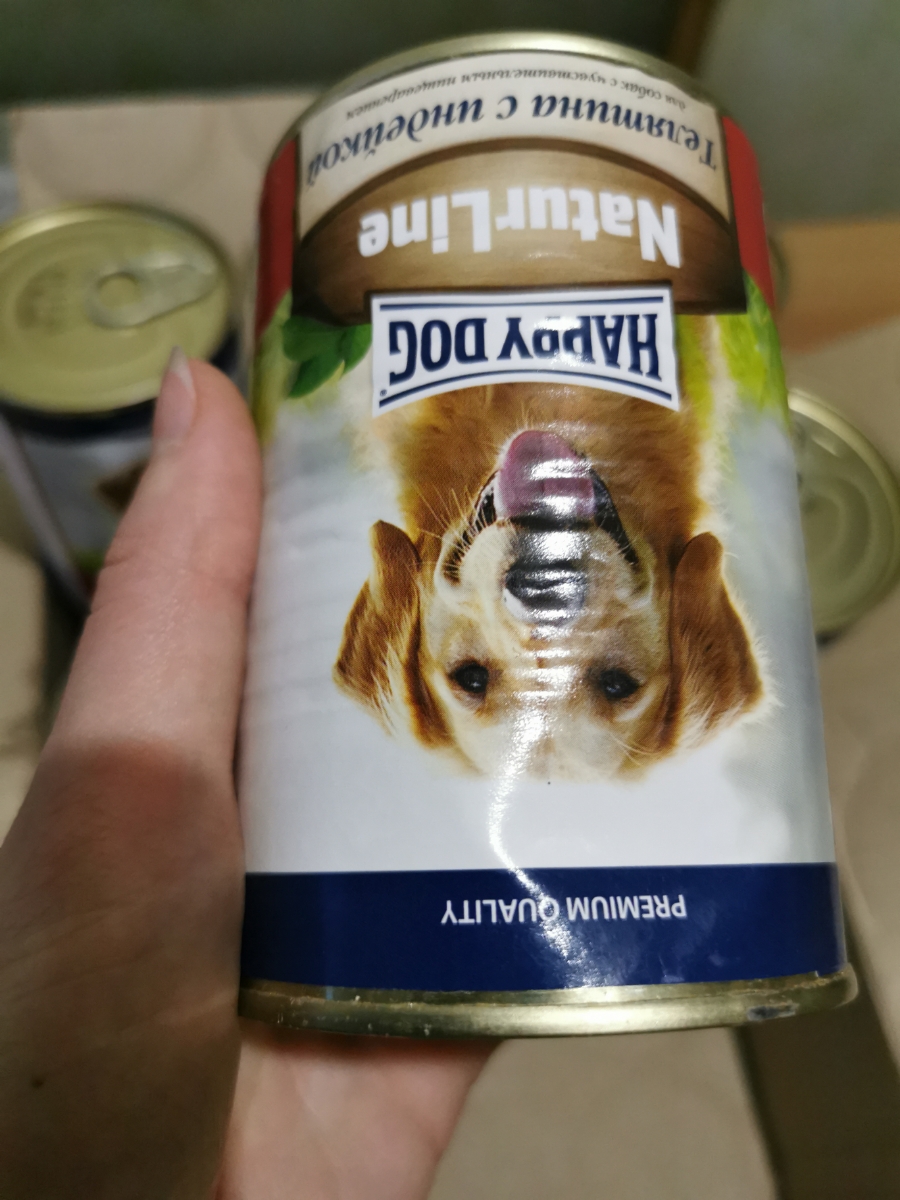 PREMIUM QUALITY
HAPPY DOG
NaturLine
Телятина с индейкой
для собак с чувствительным пищеварением